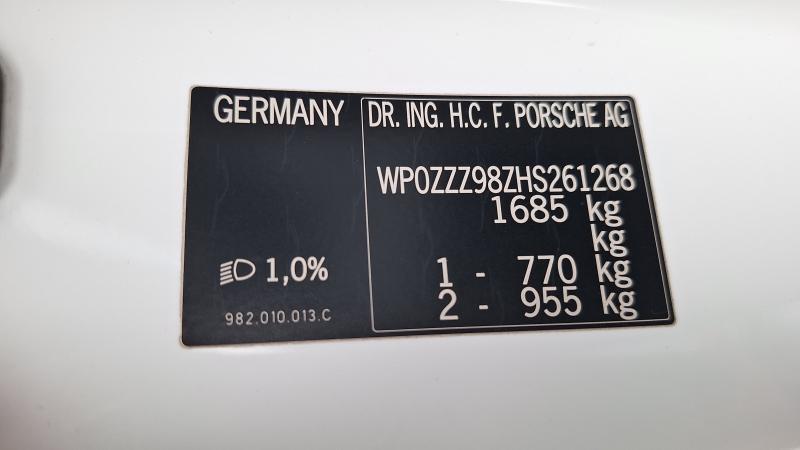 GERMANY
1,0%
982.010.013.C
DR. ING. H.C. F. PORSCHE AG
WP0ZZZ98ZHS261268
1685 kg
kg
1 - 770 kg
2 - 955 kg